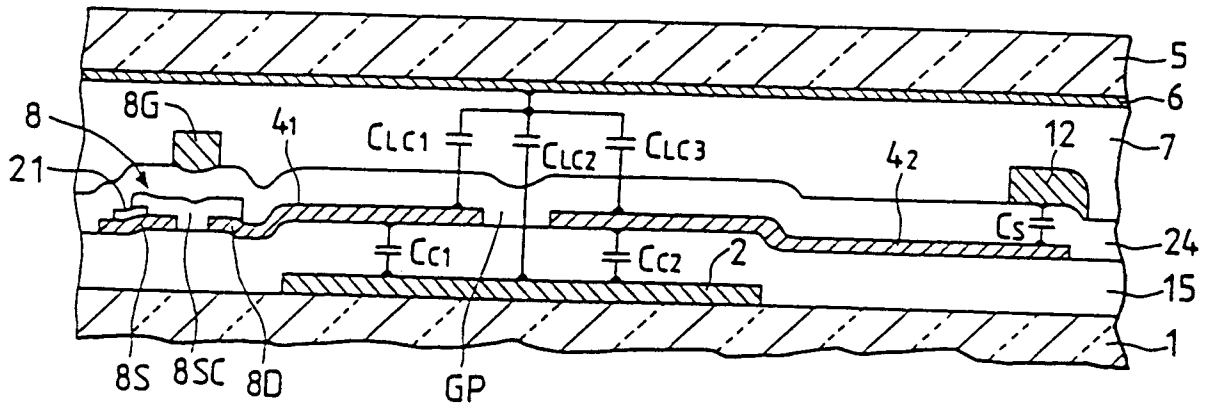 5
6
8G
8
4₁
C_LC1
C_LC2
C_LC3
12
7
21
4₂
C_S
24
C_C1
C_C2
2
15
1
8S
8SC
8D
GP